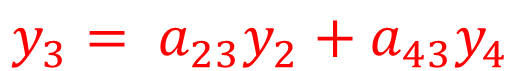 y₃ = a₂₃y₂ + a₄₃y₄